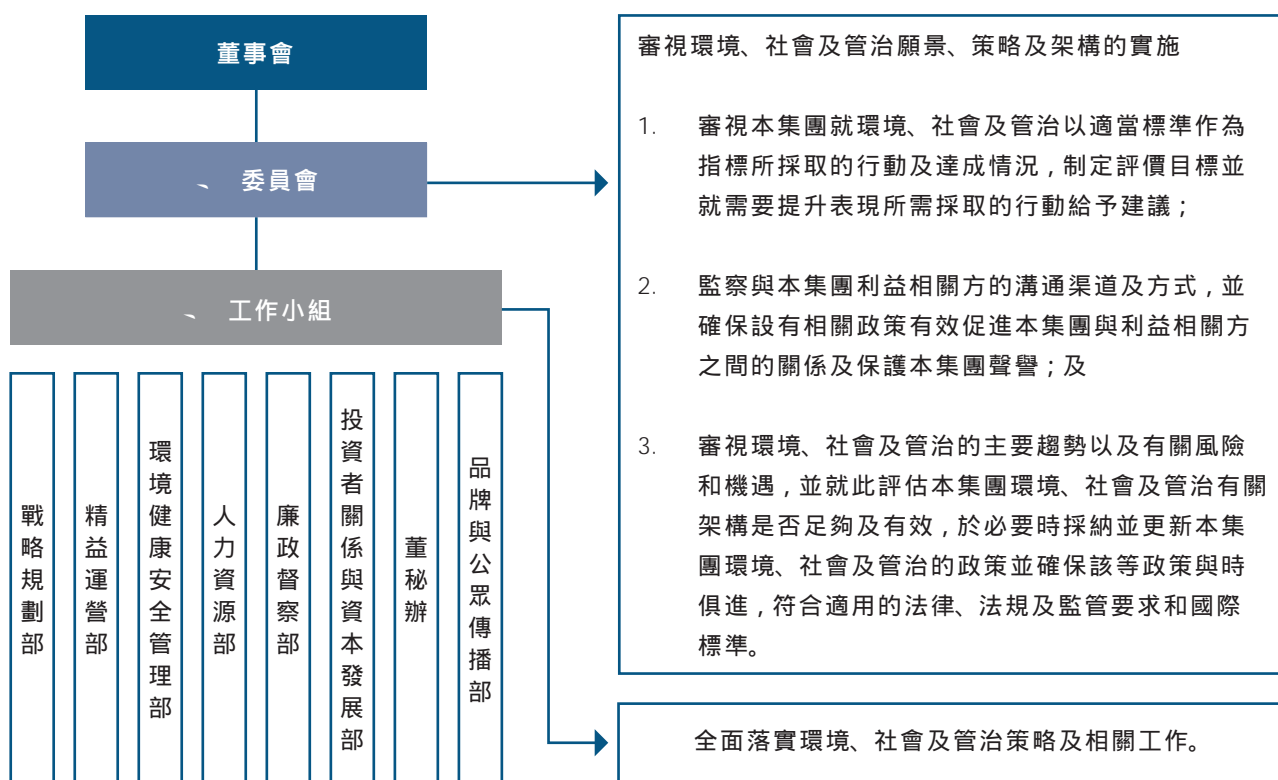 董事會
、 委員會
、 工作小組
戰略規劃部
精益運營部
環境健康安全管理部
人力資源部
廉政督察部
投資者關係與資本發展部
董秘辦
品牌與公眾傳播部
審視環境、社會及管治願景、策略及架構的實施
1. 審視本集團就環境、社會及管治以適當標準作為
指標所採取的行動及達成情況，制定評價目標並
就需要提升表現所需採取的行動給予建議；
2. 監察與本集團利益相關方的溝通渠道及方式，並
確保設有相關政策有效促進本集團與利益相關方
之間的關係及保護本集團聲譽；及
3. 審視環境、社會及管治的主要趨勢以及有關風險
和機遇，並就此評估本集團環境、社會及管治有關
架構是否足夠及有效，於必要時採納並更新本集
團環境、社會及管治的政策並確保該等政策與時
俱進，符合適用的法律、法規及監管要求和國際
標準。
全面落實環境、社會及管治策略及相關工作。